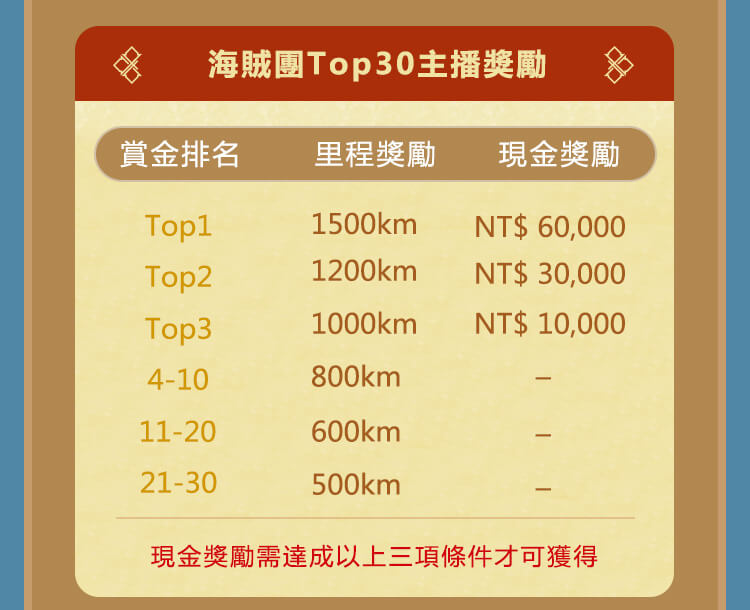 海賊團Top30主播獎勵
賞金排名 里程獎勵 現金獎勵
Top1 1500km NT$ 60,000
Top2 1200km NT$ 30,000
Top3 1000km NT$ 10,000
4-10 800km –
11-20 600km –
21-30 500km –
現金獎勵需達成以上三項條件才可獲得